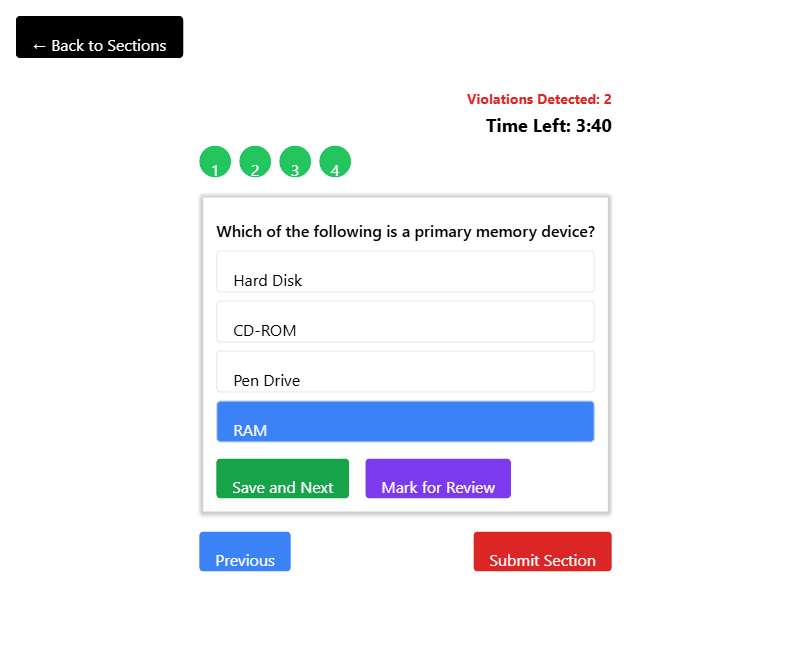 ← Back to Sections
Violations Detected: 2
Time Left: 3:40
1 2 3 4
Which of the following is a primary memory device?
Hard Disk
CD-ROM
Pen Drive
RAM
Save and Next Mark for Review
Previous Submit Section